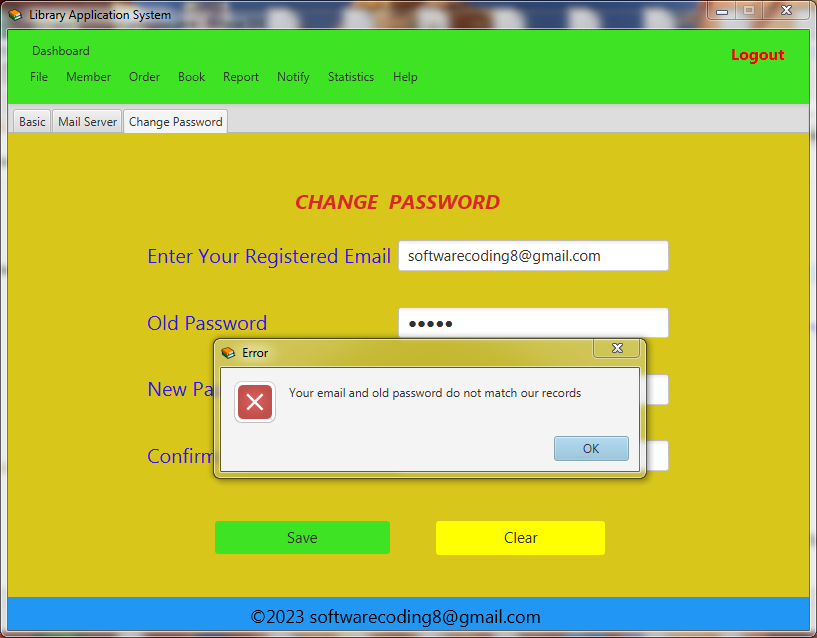 Library Application System
Dashboard
Logout
File Member Order Book Report Notify Statistics Help
Basic Mail Server Change Password
CHANGE PASSWORD
Enter Your Registered Email softwarecoding8@gmail.com
Old Password •••••
Error
New Pa
Your email and old password do not match our records
OK
Confirm
Save Clear
©2023 softwarecoding8@gmail.com